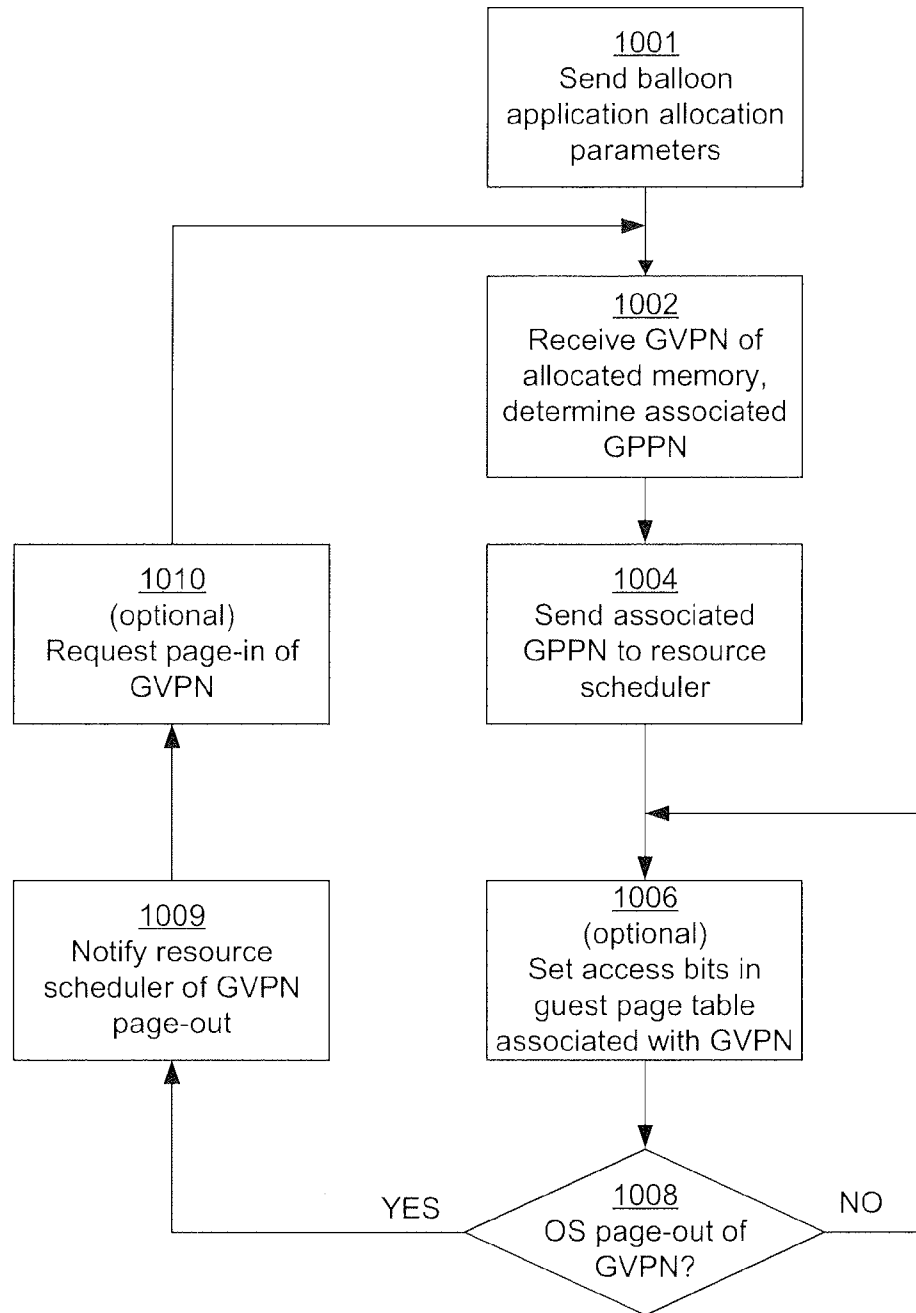 1001
Send balloon
application allocation
parameters
1002
Receive GVPN of
allocated memory,
determine associated
GPPN
1004
Send associated
GPPN to resource
scheduler
1006
(optional)
Set access bits in
guest page table
associated with GVPN
1008
OS page-out of
GVPN?
YES
NO
1009
Notify resource
scheduler of GVPN
page-out
1010
(optional)
Request page-in of
GVPN